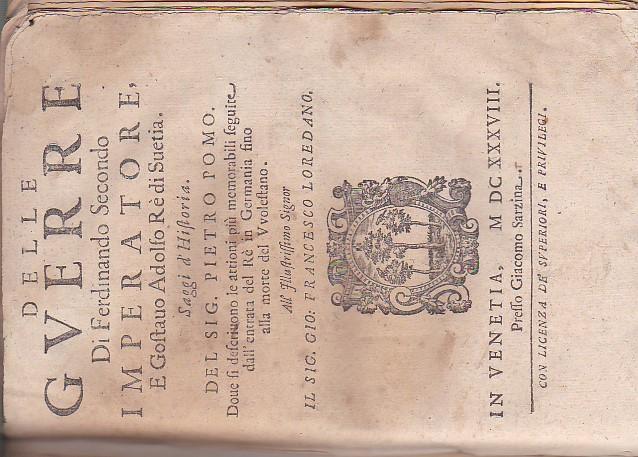 DELLE
GVERRE
Di Ferdinando Secondo
IMPERATORE,
E Goſtauo Adolfo Rè di Suetia.
Saggi d'Hiſtoria.
DEL SIG. PIETRO POMO.
Doue ſi deſcriuono le attioni più memorabili ſeguite
dall'entrata del Rè in Germania fino
alla morte del Vvoleſtano.
All'Illuſtriſſimo Signor
IL SIG. GIO: FRANCESCO LOREDANO.
IN VENETIA, M DC. XXXVIII.
Preſſo Giacomo Sarzina.
CON LICENZA DE' SVPERIORI, E PRIVILEGI.